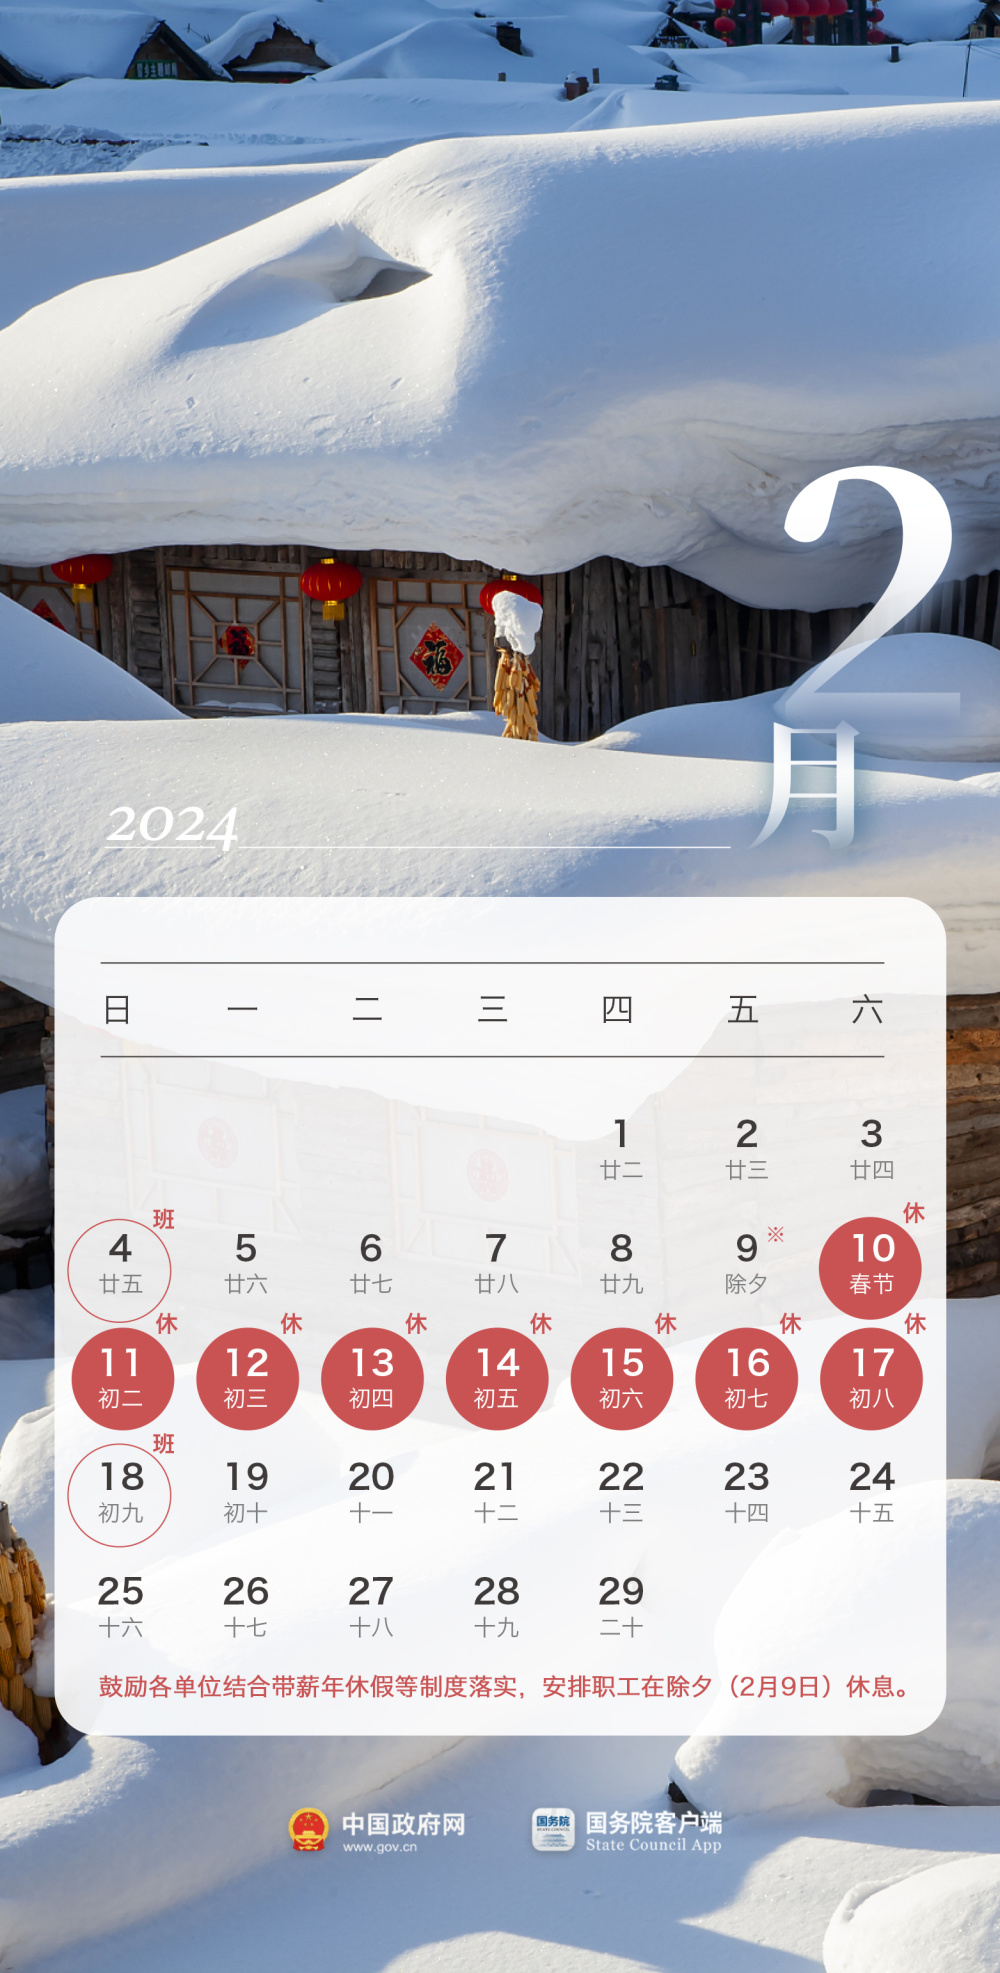 福
2
月
2024
日 一 二 三 四 五 六
1 2 3
廿二 廿三 廿四
班 休
4 5 6 7 8 9 ※ 10
廿五 廿六 廿七 廿八 廿九 除夕 春节
休 休 休 休 休 休 休
11 12 13 14 15 16 17
初二 初三 初四 初五 初六 初七 初八
班
18 19 20 21 22 23 24
初九 初十 十一 十二 十三 十四 十五
25 26 27 28 29
十六 十七 十八 十九 二十
鼓励各单位结合带薪年休假等制度落实，安排职工在除夕（2月9日）休息。
中国政府网
www.gov.cn
国务院
国务院客户端
State Council App